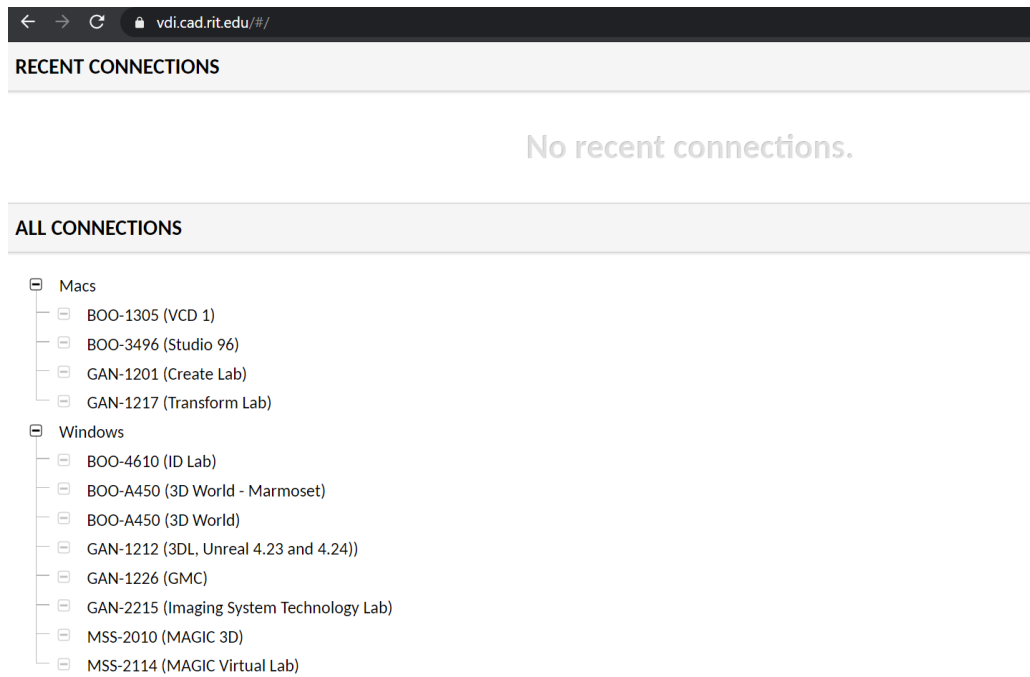 vdi.cad.rit.edu/#/
RECENT CONNECTIONS
No recent connections.
ALL CONNECTIONS
Macs
BOO-1305 (VCD 1)
BOO-3496 (Studio 96)
GAN-1201 (Create Lab)
GAN-1217 (Transform Lab)
Windows
BOO-4610 (ID Lab)
BOO-A450 (3D World - Marmoset)
BOO-A450 (3D World)
GAN-1212 (3DL, Unreal 4.23 and 4.24))
GAN-1226 (GMC)
GAN-2215 (Imaging System Technology Lab)
MSS-2010 (MAGIC 3D)
MSS-2114 (MAGIC Virtual Lab)